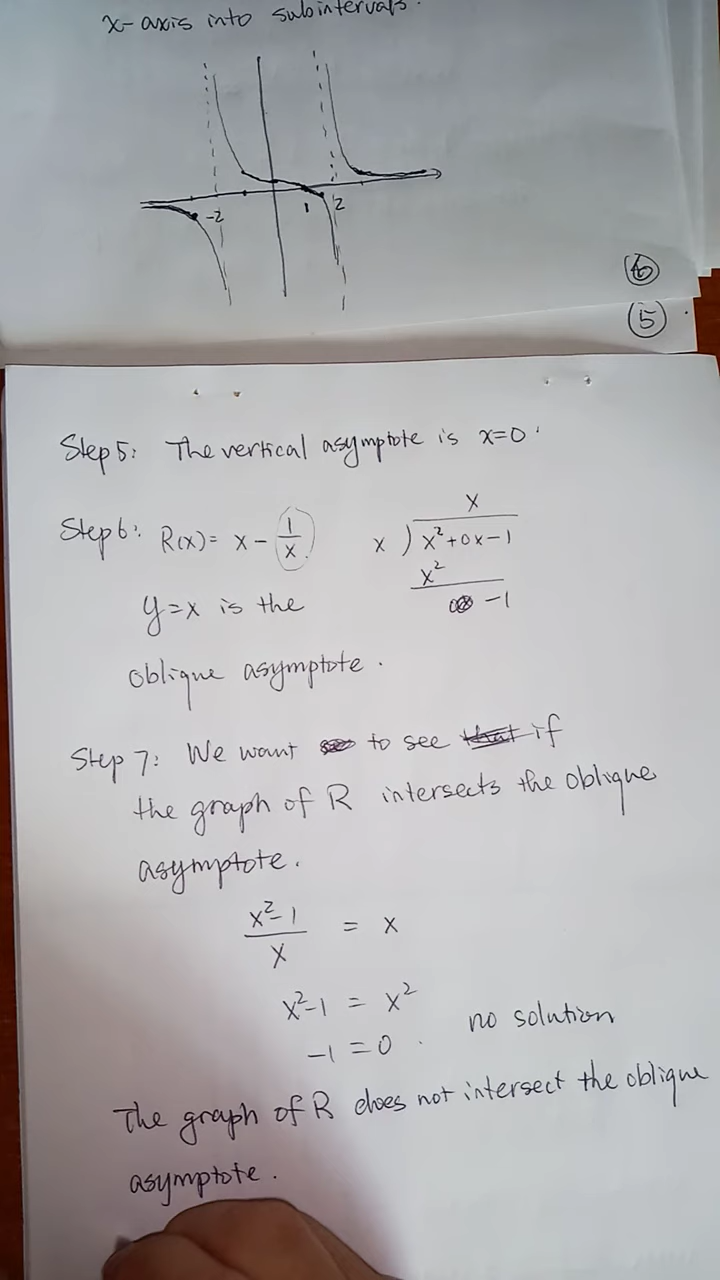 x-axis into subintervals.
-2
1
2
6
5
Step 5: The vertical asymptote is x=0.
Step 6: R(x) = x - 1/x
x
x ) x²+0x-1
x²
-1
y=x is the
oblique asymptote.
Step 7: We want to see if
the graph of R intersects the oblique
asymptote.
x²-1 / x = x
x²-1 = x²
-1 = 0. no solution
The graph of R does not intersect the oblique
asymptote.